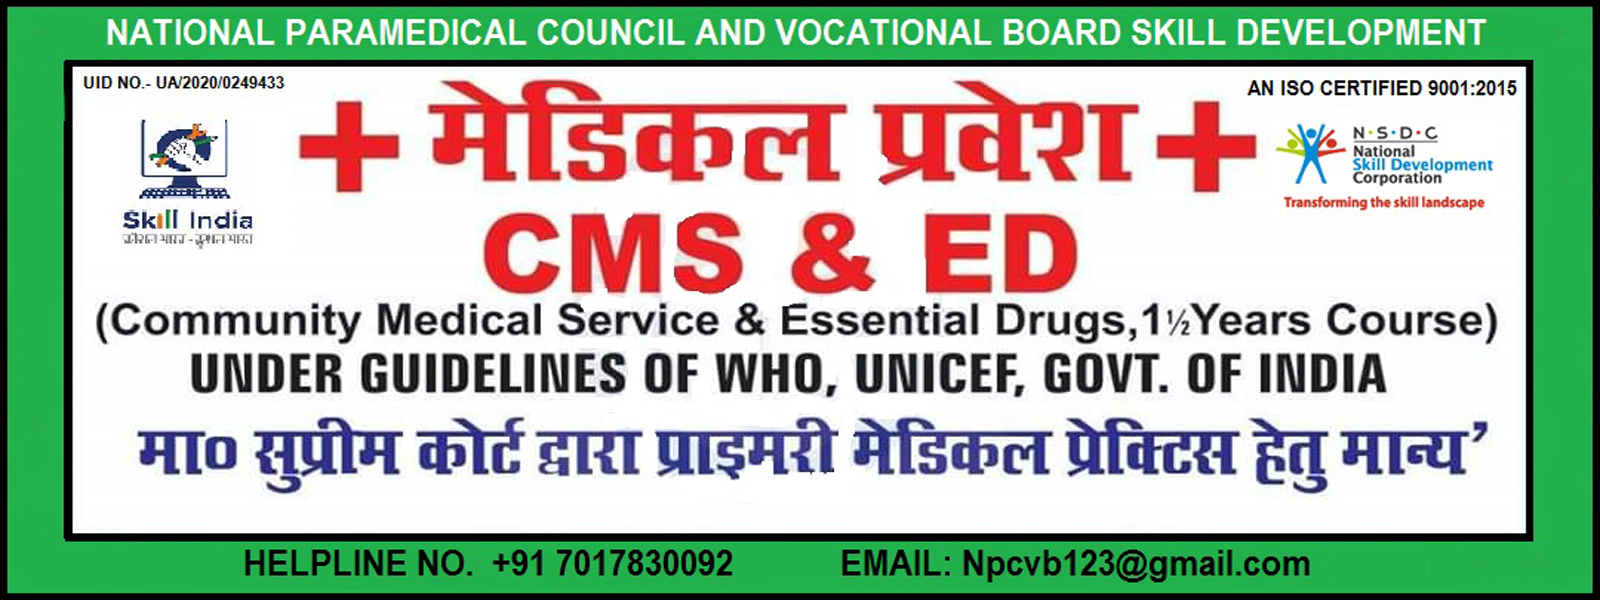 NATIONAL PARAMEDICAL COUNCIL AND VOCATIONAL BOARD SKILL DEVELOPMENT
UID NO.- UA/2020/0249433
AN ISO CERTIFIED 9001:2015
मेडिकल प्रवेश
Skill India
N·S·D·C
National
Skill Development
Corporation
Transforming the skill landscape
CMS & ED
(Community Medical Service & Essential Drugs,1½Years Course)
UNDER GUIDELINES OF WHO, UNICEF, GOVT. OF INDIA
मा० सुप्रीम कोर्ट द्वारा प्राइमरी मेडिकल प्रेक्टिस हेतु मान्य’
HELPLINE NO. +91 7017830092
EMAIL: Npcvb123@gmail.com